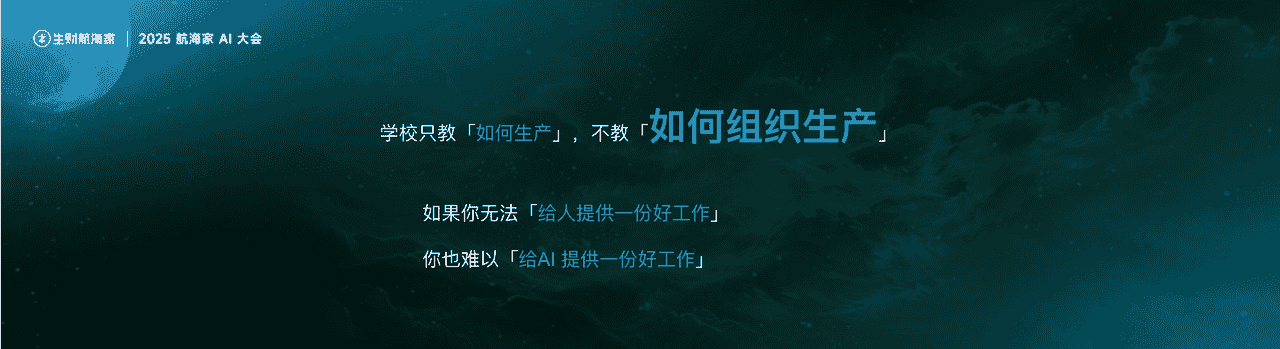 生财航海家 2025 航海家 AI 大会
学校只教「如何生产」，不教「如何组织生产」
如果你无法「给人提供一份好工作」
你也难以「给AI 提供一份好工作」